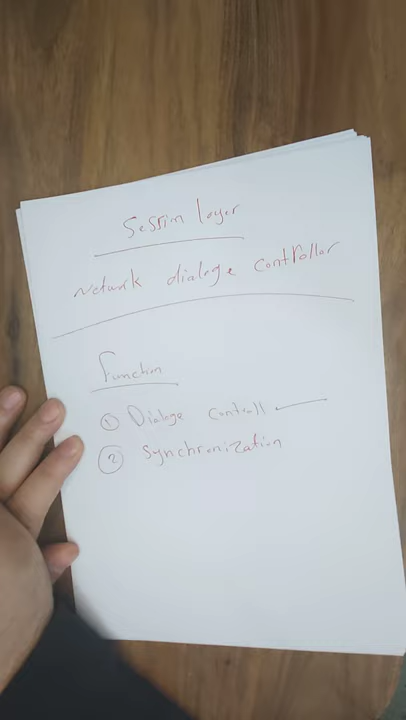 Session layer
network dialoge controller
Function
① Dialoge controll
② Synchronization